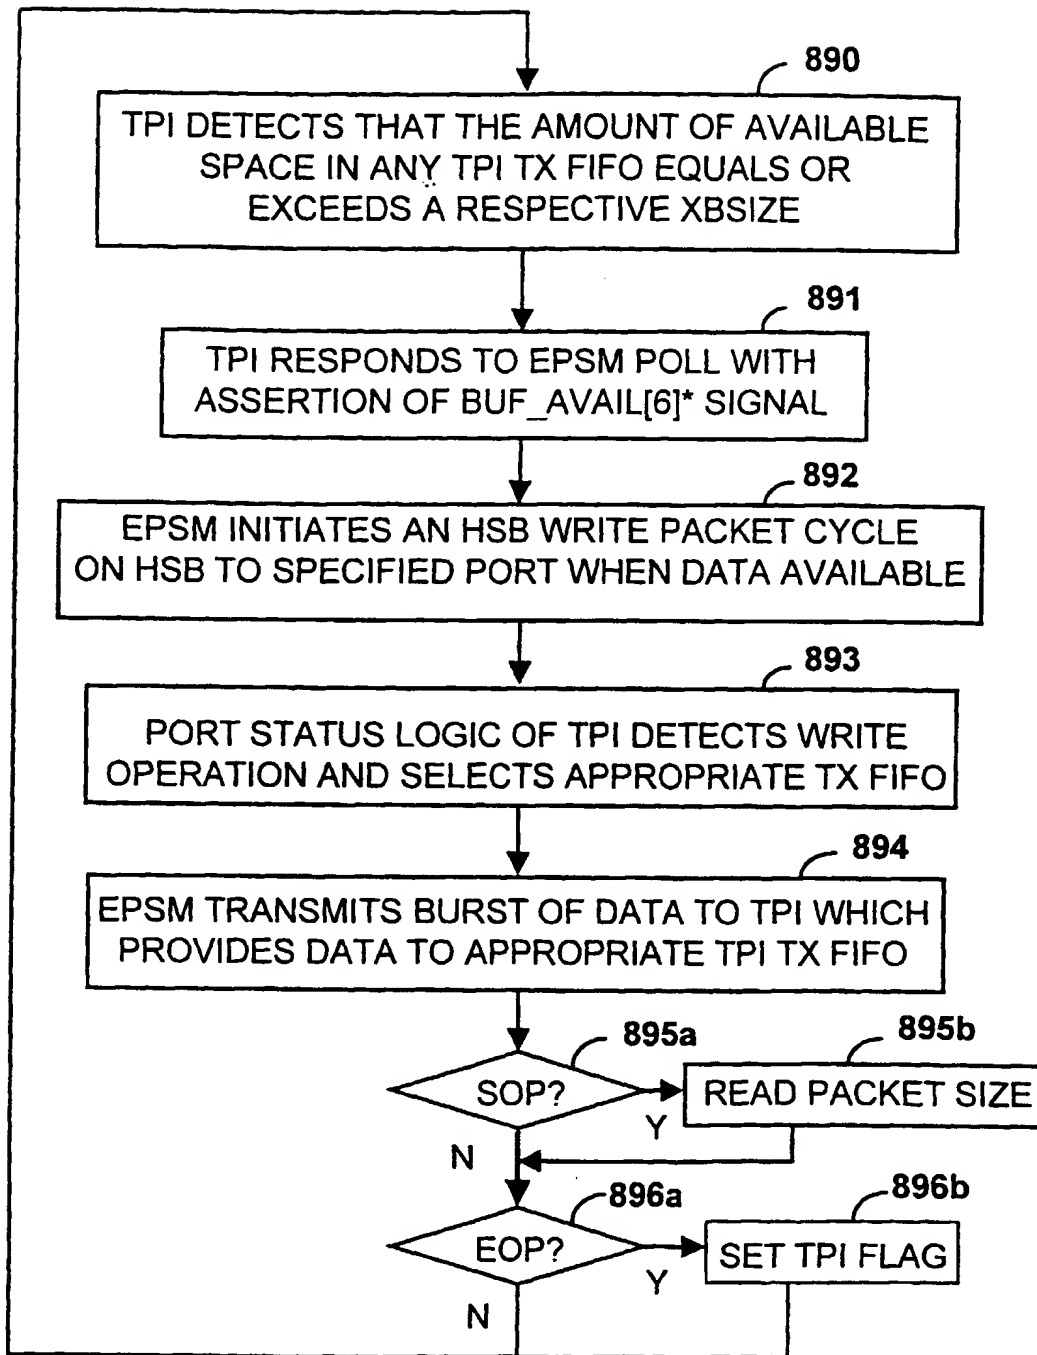 890
TPI DETECTS THAT THE AMOUNT OF AVAILABLE
SPACE IN ANY TPI TX FIFO EQUALS OR
EXCEEDS A RESPECTIVE XBSIZE
891
TPI RESPONDS TO EPSM POLL WITH
ASSERTION OF BUF_AVAIL[6]* SIGNAL
892
EPSM INITIATES AN HSB WRITE PACKET CYCLE
ON HSB TO SPECIFIED PORT WHEN DATA AVAILABLE
893
PORT STATUS LOGIC OF TPI DETECTS WRITE
OPERATION AND SELECTS APPROPRIATE TX FIFO
894
EPSM TRANSMITS BURST OF DATA TO TPI WHICH
PROVIDES DATA TO APPROPRIATE TPI TX FIFO
895a
895b
SOP?
READ PACKET SIZE
Y
N
896a
896b
EOP?
SET TPI FLAG
Y
N